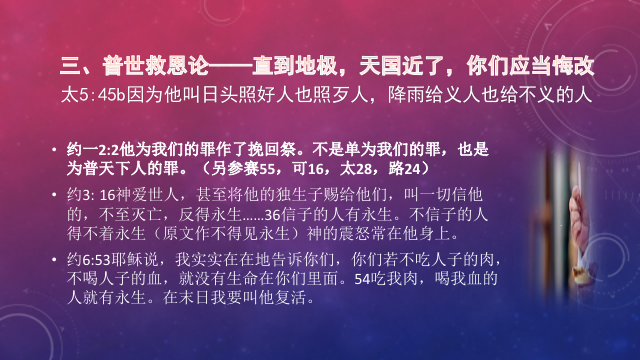 三、普世救恩论——直到地极，天国近了，你们应当悔改
太5:45b因为他叫日头照好人也照歹人，降雨给义人也给不义的人
• 约一2:2他为我们的罪作了挽回祭。不是单为我们的罪，也是
为普天下人的罪。（另参赛55，可16，太28，路24）
• 约3: 16神爱世人，甚至将他的独生子赐给他们，叫一切信他
的，不至灭亡，反得永生……36信子的人有永生。不信子的人
得不着永生（原文作不得见永生）神的震怒常在他身上。
• 约6:53耶稣说，我实实在在地告诉你们，你们若不吃人子的肉，
不喝人子的血，就没有生命在你们里面。54吃我肉，喝我血的
人就有永生。在末日我要叫他复活。